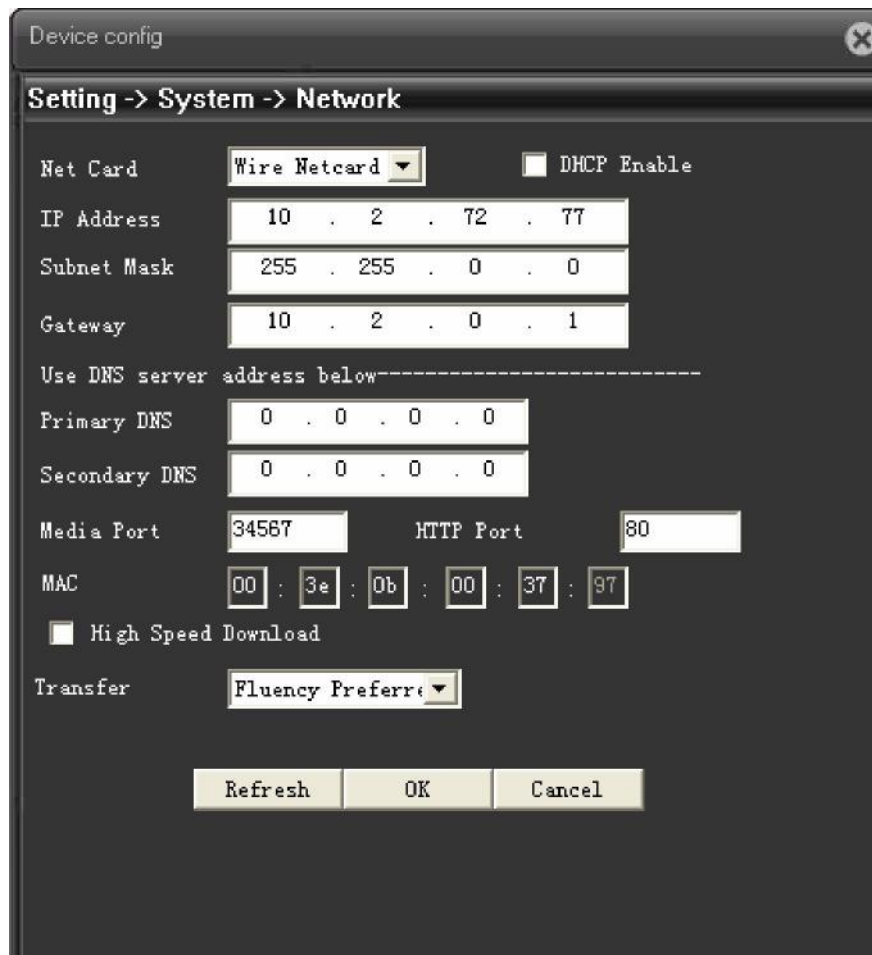 Device config
Setting -> System -> Network
Net Card Wire Netcard DHCP Enable
IP Address 10 . 2 . 72 . 77
Subnet Mask 255 . 255 . 0 . 0
Gateway 10 . 2 . 0 . 1
Use DNS server address below---------------------------
Primary DNS 0 . 0 . 0 . 0
Secondary DNS 0 . 0 . 0 . 0
Media Port 34567 HTTP Port 80
MAC 00 : 3e : 0b : 00 : 37 : 97
High Speed Download
Transfer Fluency Preferre
Refresh OK Cancel